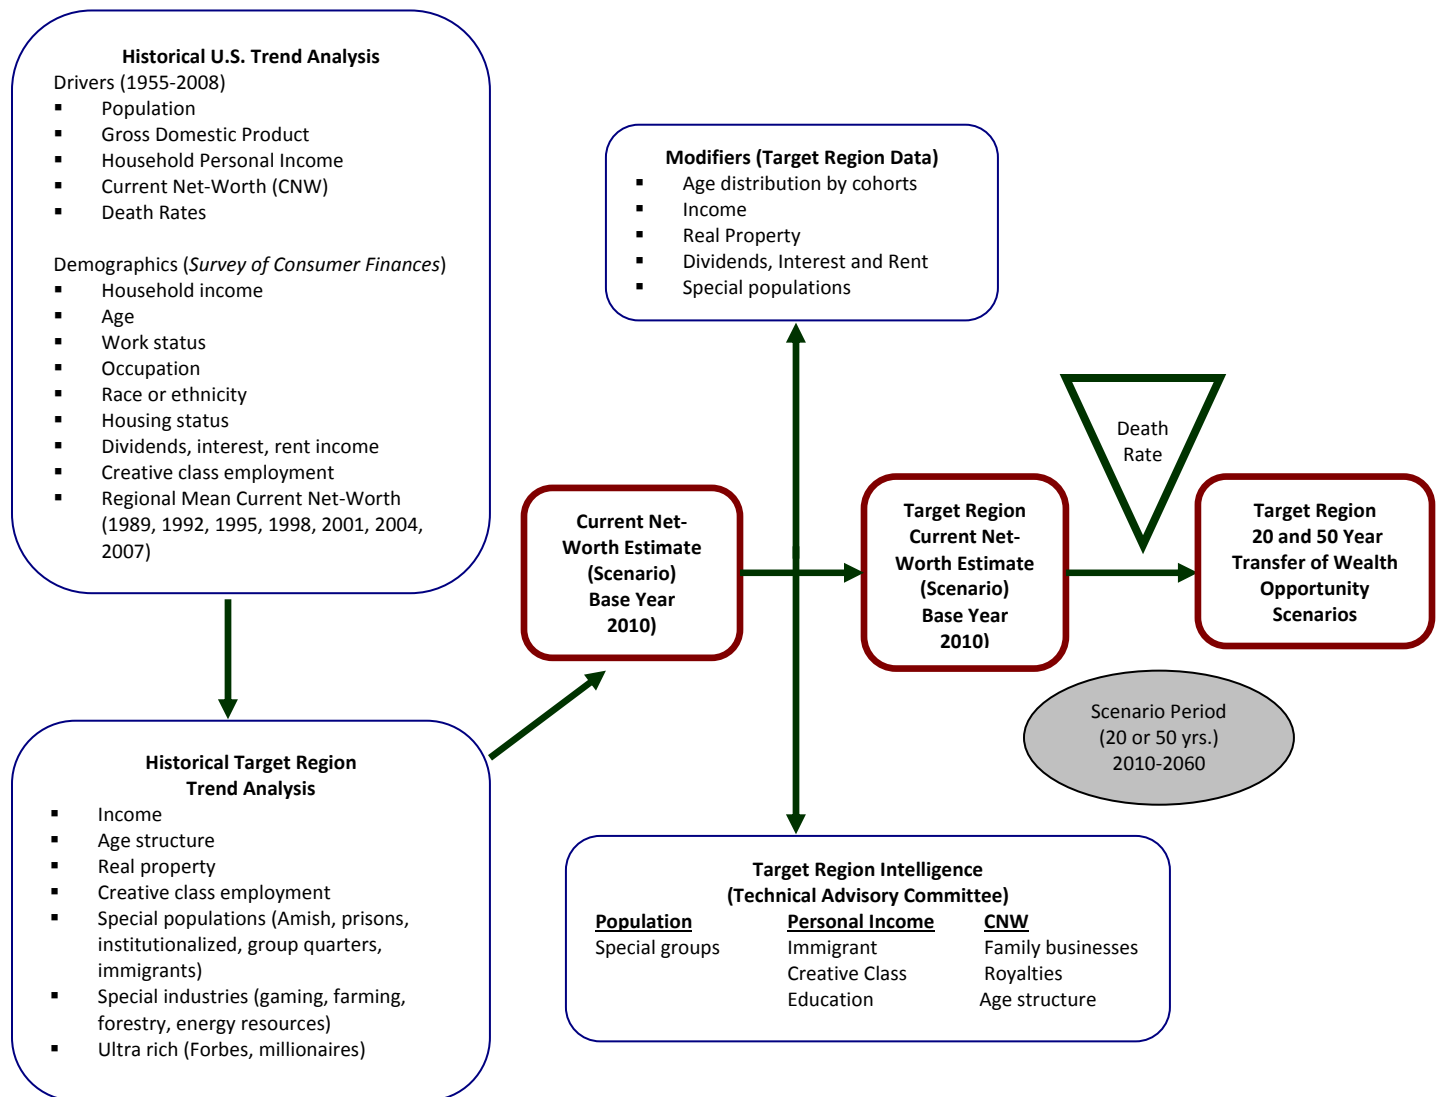 Historical U.S. Trend Analysis
Drivers (1955-2008)
▪ Population
▪ Gross Domestic Product
▪ Household Personal Income
▪ Current Net-Worth (CNW)
▪ Death Rates
Demographics (Survey of Consumer Finances)
▪ Household income
▪ Age
▪ Work status
▪ Occupation
▪ Race or ethnicity
▪ Housing status
▪ Dividends, interest, rent income
▪ Creative class employment
▪ Regional Mean Current Net-Worth
(1989, 1992, 1995, 1998, 2001, 2004,
2007)
Historical Target Region
Trend Analysis
▪ Income
▪ Age structure
▪ Real property
▪ Creative class employment
▪ Special populations (Amish, prisons,
institutionalized, group quarters,
immigrants)
▪ Special industries (gaming, farming,
forestry, energy resources)
▪ Ultra rich (Forbes, millionaires)
Current Net-
Worth Estimate
(Scenario)
Base Year
2010)
Modifiers (Target Region Data)
▪ Age distribution by cohorts
▪ Income
▪ Real Property
▪ Dividends, Interest and Rent
▪ Special populations
Target Region Intelligence
(Technical Advisory Committee)
Population Personal Income CNW
Special groups Immigrant Family businesses
Creative Class Royalties
Education Age structure
Target Region
Current Net-
Worth Estimate
(Scenario)
Base Year
2010)
Death
Rate
Target Region
20 and 50 Year
Transfer of Wealth
Opportunity
Scenarios
Scenario Period
(20 or 50 yrs.)
2010-2060